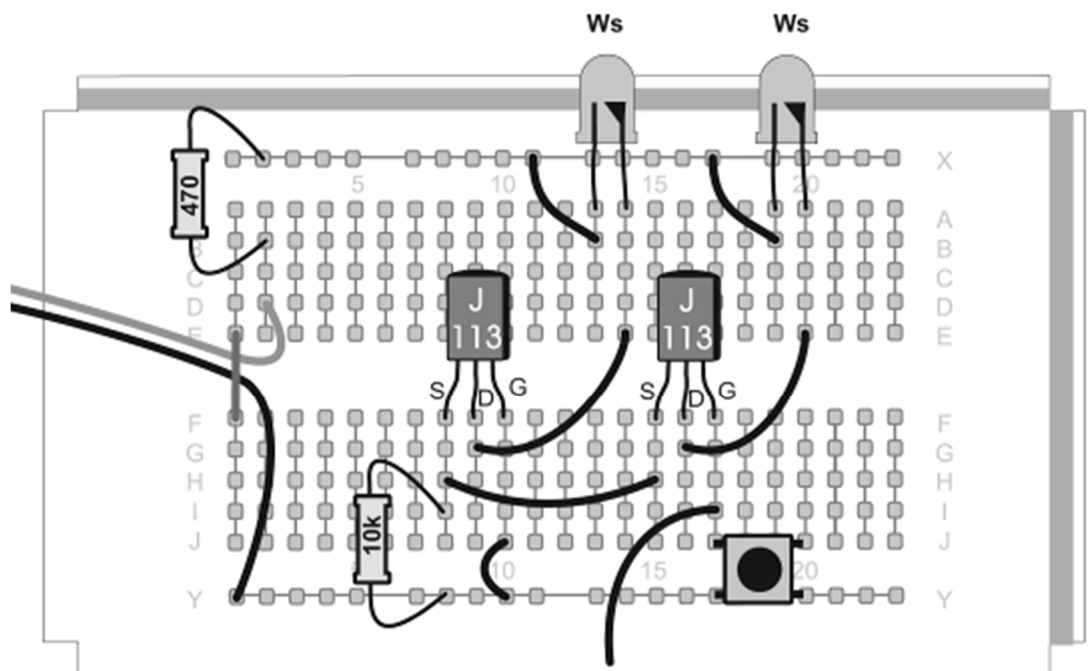 Ws Ws
470
X
5 10 15 20
A
B B
C C
D D
E E
J J
113 113
S D G S D G
F F
G G
H H
I I
10k
J J
10 15 20
Y Y